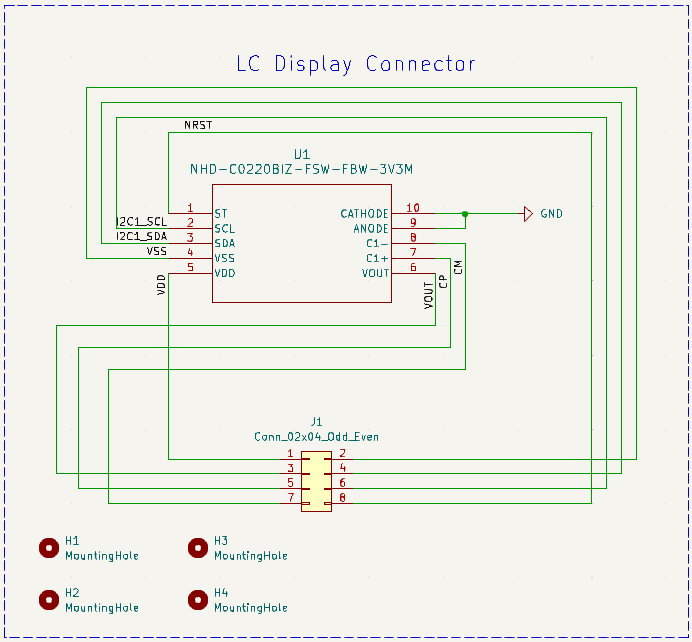 LC Display Connector
NRST
U1
NHD-C0220BIZ-FSW-FBW-3V3M
1 ST CATHODE 10 GND
I2C1_SCL 2 SCL ANODE 9
I2C1_SDA 3 SDA C1- 8
VSS 4 VSS C1+ 7
5 VDD VOUT 6
VDD
VOUT
CP
CM
J1
Conn_02x04_Odd_Even
1 2
3 4
5 6
7 8
H1
MountingHole
H3
MountingHole
H2
MountingHole
H4
MountingHole